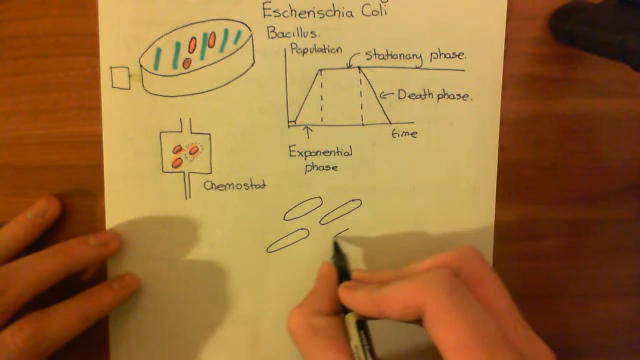 Escherischia Coli
Bacillus.
Population
Stationary phase.
Death phase.
time
Exponential
phase
Chemostat